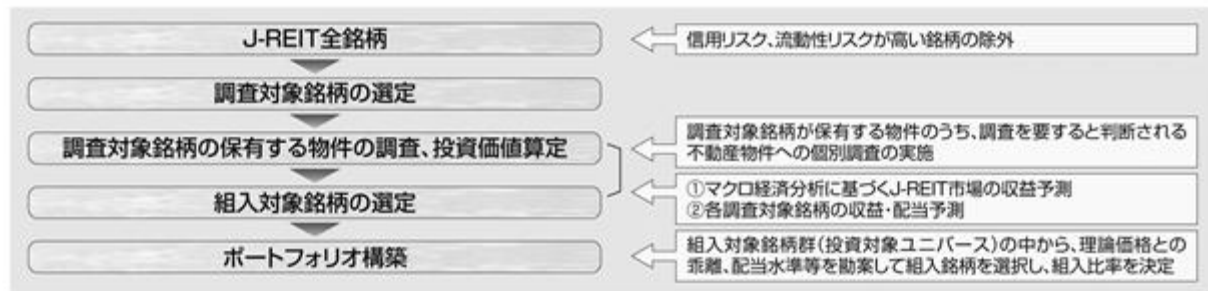 J-REIT全銘柄
信用リスク、流動性リスクが高い銘柄の除外
調査対象銘柄の選定
調査対象銘柄の保有する物件の調査、投資価値算定
調査対象銘柄が保有する物件のうち、調査を要すると判断される
不動産物件への個別調査の実施
組入対象銘柄の選定
①マクロ経済分析に基づくJ-REIT市場の収益予測
②各調査対象銘柄の収益・配当予測
ポートフォリオ構築
組入対象銘柄群(投資対象ユニバース)の中から、理論価格との
乖離、配当水準等を勘案して組入銘柄を選択し、組入比率を決定